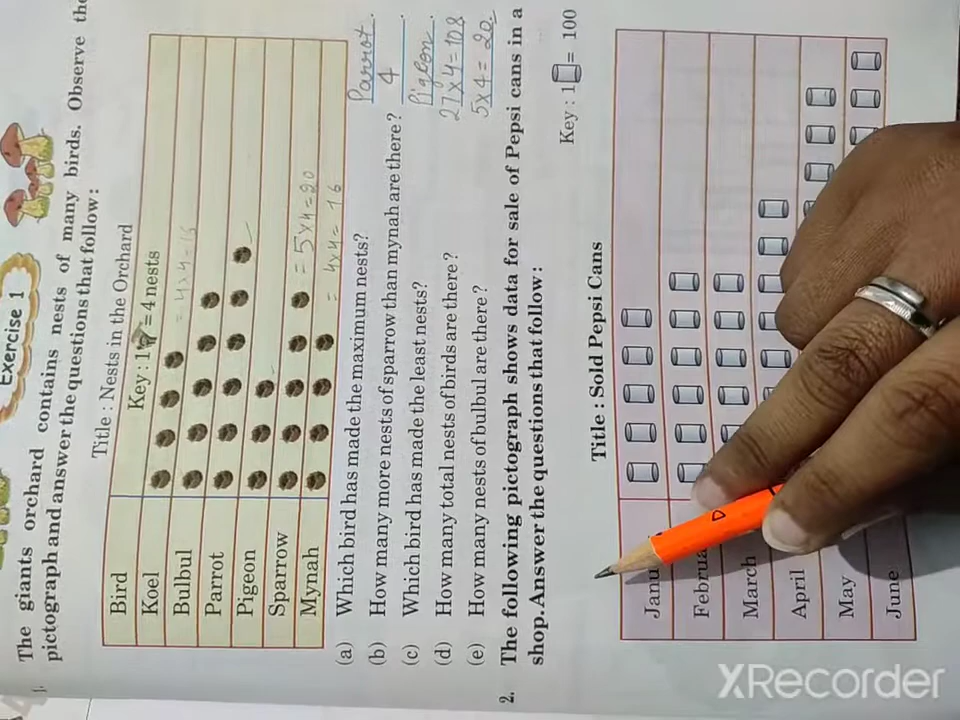 Exercise 1
1. The giants orchard contains nests of many birds. Observe the
pictograph and answer the questions that follow :
Title : Nests in the Orchard
Bird
Key : 1 = 4 nests
Koel
= 4 x 4 = 16
Bulbul
Parrot
Pigeon
Sparrow
= 5 x 4 = 20
Mynah
= 4 x 4 = 16
(a) Which bird has made the maximum nests? Parrot.
(b) How many more nests of sparrow than mynah are there? 4
(c) Which bird has made the least nests? Pigeon.
(d) How many total nests of birds are there? 27 x 4 = 108
(e) How many nests of bulbul are there? 5 x 4 = 20.
2. The following pictograph shows data for sale of Pepsi cans in a
shop. Answer the questions that follow :
Key : 1 = 100
Title : Sold Pepsi Cans
Janu
Februa
March
April
May
June
XRecorder